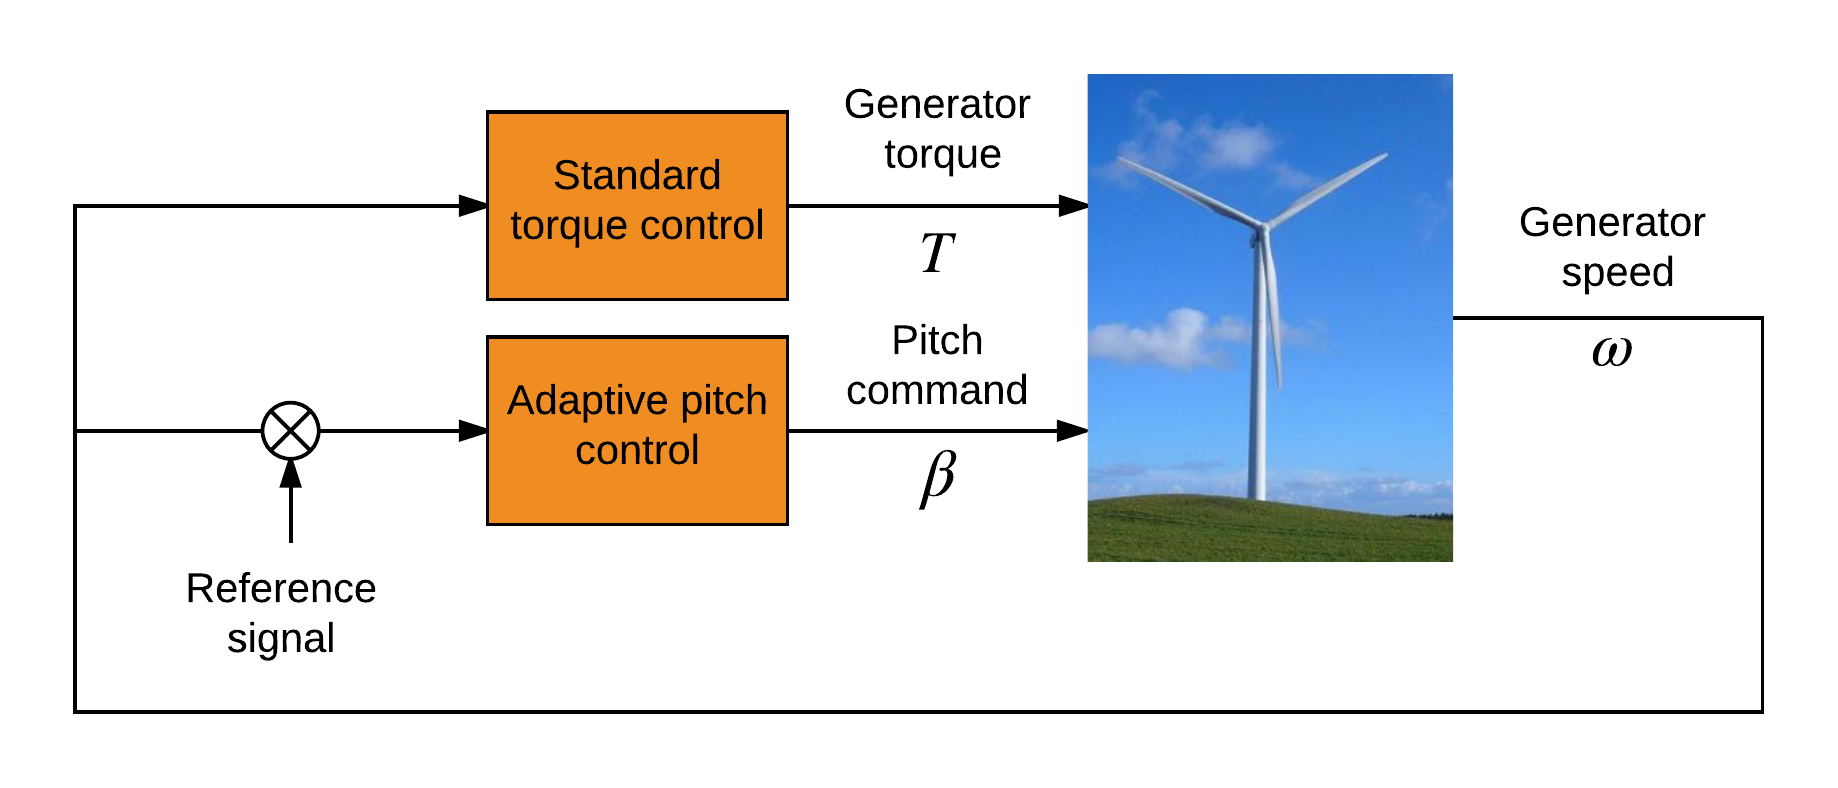 Standard
torque control
Generator
torque
T
Generator
speed
ω
Adaptive pitch
control
Pitch
command
β
Reference
signal